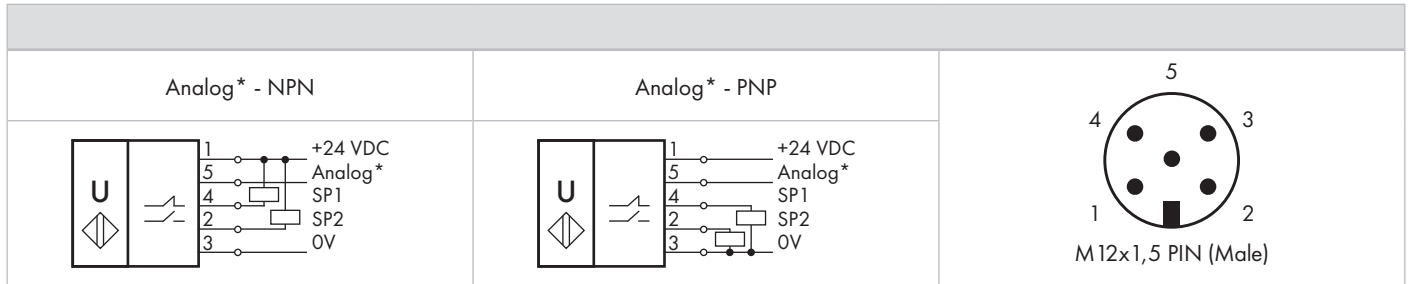 Analog* - NPN
Analog* - PNP
U
1 +24 VDC
5 Analog*
4 SP1
2 SP2
3 0V
U
1 +24 VDC
5 Analog*
4 SP1
2 SP2
3 0V
5
4 3
1 2
M12x1,5 PIN (Male)